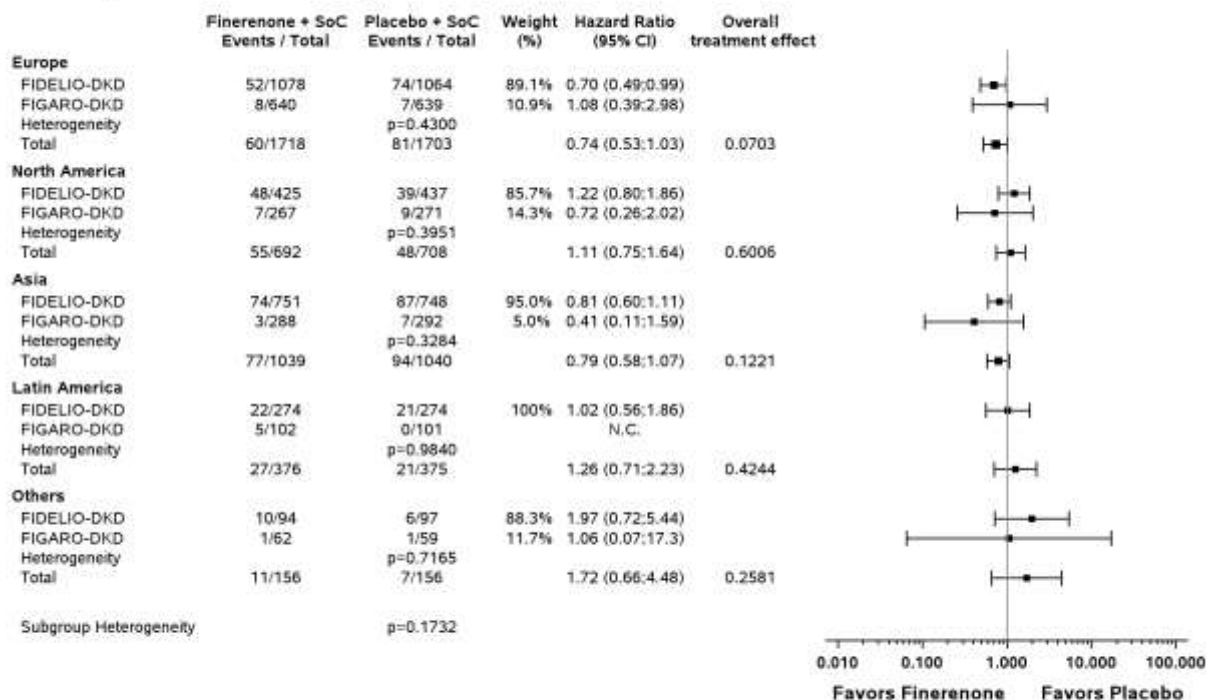 Finerenone + SoC Placebo + SoC Weight Hazard Ratio Overall
Events / Total Events / Total (%) (95% CI) treatment effect
Europe
FIDELIO-DKD 52/1078 74/1064 89.1% 0.70 (0.49;0.99)
FIGARO-DKD 8/640 7/639 10.9% 1.08 (0.39;2.98)
Heterogeneity p=0.4300
Total 60/1718 81/1703 0.74 (0.53;1.03) 0.0703
North America
FIDELIO-DKD 48/425 39/437 85.7% 1.22 (0.80;1.86)
FIGARO-DKD 7/267 9/271 14.3% 0.72 (0.26;2.02)
Heterogeneity p=0.3951
Total 55/692 48/708 1.11 (0.75;1.64) 0.6006
Asia
FIDELIO-DKD 74/751 87/748 95.0% 0.81 (0.60;1.11)
FIGARO-DKD 3/288 7/292 5.0% 0.41 (0.11;1.59)
Heterogeneity p=0.3284
Total 77/1039 94/1040 0.79 (0.58;1.07) 0.1221
Latin America
FIDELIO-DKD 22/274 21/274 100% 1.02 (0.56;1.86)
FIGARO-DKD 5/102 0/101 N.C.
Heterogeneity p=0.9840
Total 27/376 21/375 1.26 (0.71;2.23) 0.4244
Others
FIDELIO-DKD 10/94 6/97 88.3% 1.97 (0.72;5.44)
FIGARO-DKD 1/62 1/59 11.7% 1.06 (0.07;17.3)
Heterogeneity p=0.7165
Total 11/156 7/156 1.72 (0.66;4.48) 0.2581
Subgroup Heterogeneity p=0.1732
0.010 0.100 1.000 10.000 100.000
Favors Finerenone Favors Placebo